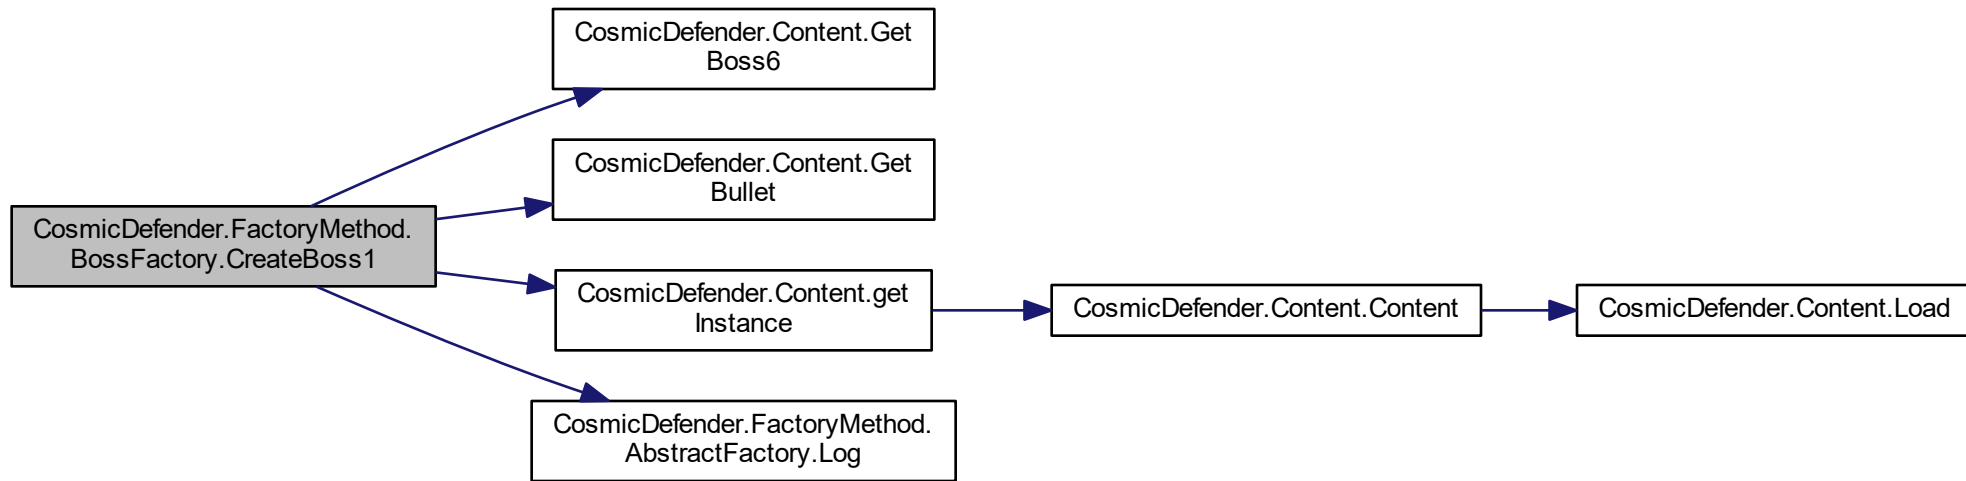 CosmicDefender.FactoryMethod.
BossFactory.CreateBoss1
CosmicDefender.Content.Get
Boss6
CosmicDefender.Content.Get
Bullet
CosmicDefender.Content.get
Instance
CosmicDefender.Content.Content
CosmicDefender.Content.Load
CosmicDefender.FactoryMethod.
AbstractFactory.Log